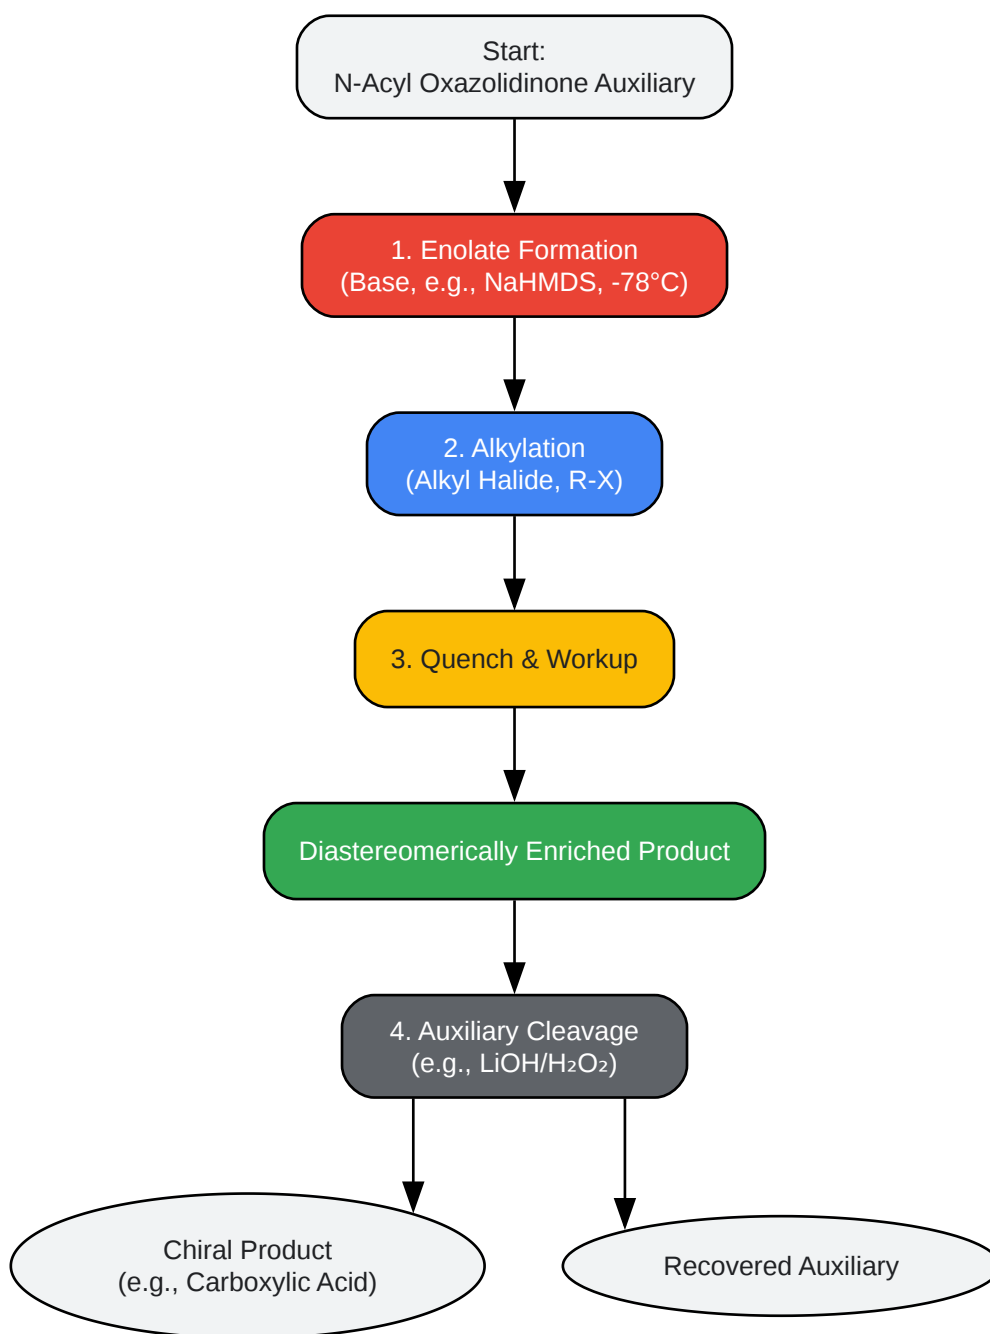 Start:
N-Acyl Oxazolidinone Auxiliary
1. Enolate Formation
(Base, e.g., NaHMDS, -78°C)
2. Alkylation
(Alkyl Halide, R-X)
3. Quench & Workup
Diastereomerically Enriched Product
4. Auxiliary Cleavage
(e.g., LiOH/H₂O₂)
Chiral Product
(e.g., Carboxylic Acid)
Recovered Auxiliary